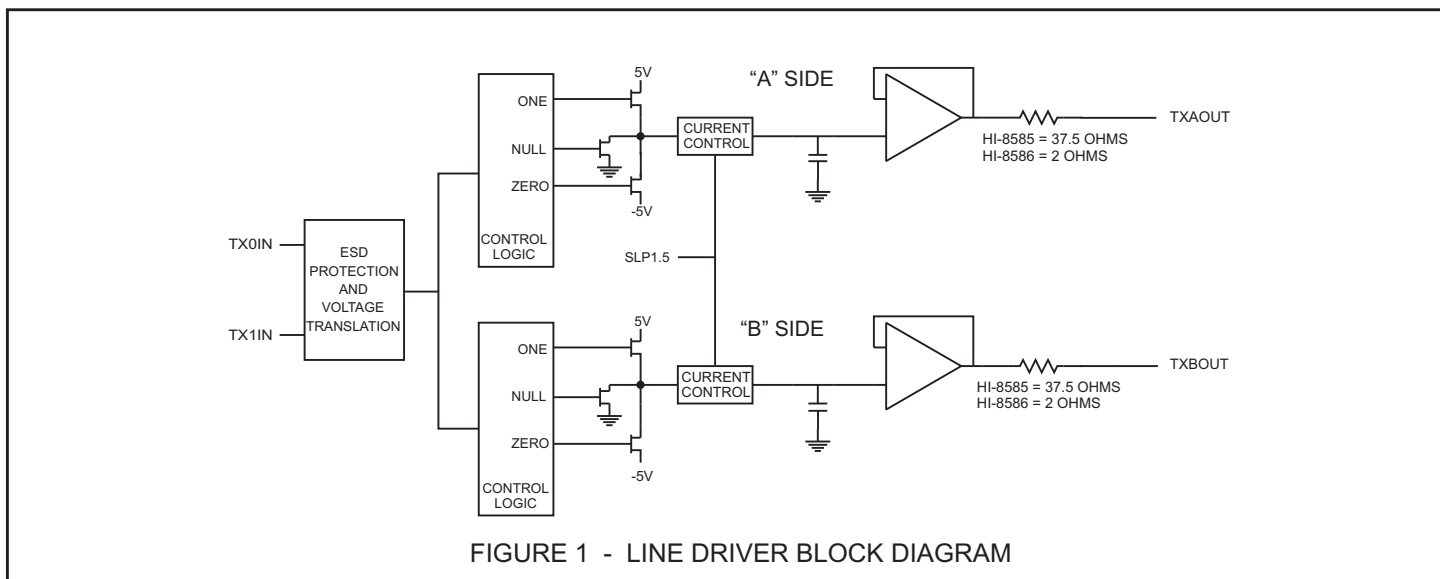 5V
"A" SIDE
ONE
CURRENT
CONTROL
TXAOUT
HI-8585 = 37.5 OHMS
HI-8586 = 2 OHMS
NULL
ZERO
-5V
CONTROL
LOGIC
TX0IN
ESD
PROTECTION
AND
VOLTAGE
TRANSLATION
TX1IN
SLP1.5
5V
"B" SIDE
ONE
CURRENT
CONTROL
TXBOUT
HI-8585 = 37.5 OHMS
HI-8586 = 2 OHMS
NULL
ZERO
-5V
CONTROL
LOGIC
FIGURE 1 - LINE DRIVER BLOCK DIAGRAM